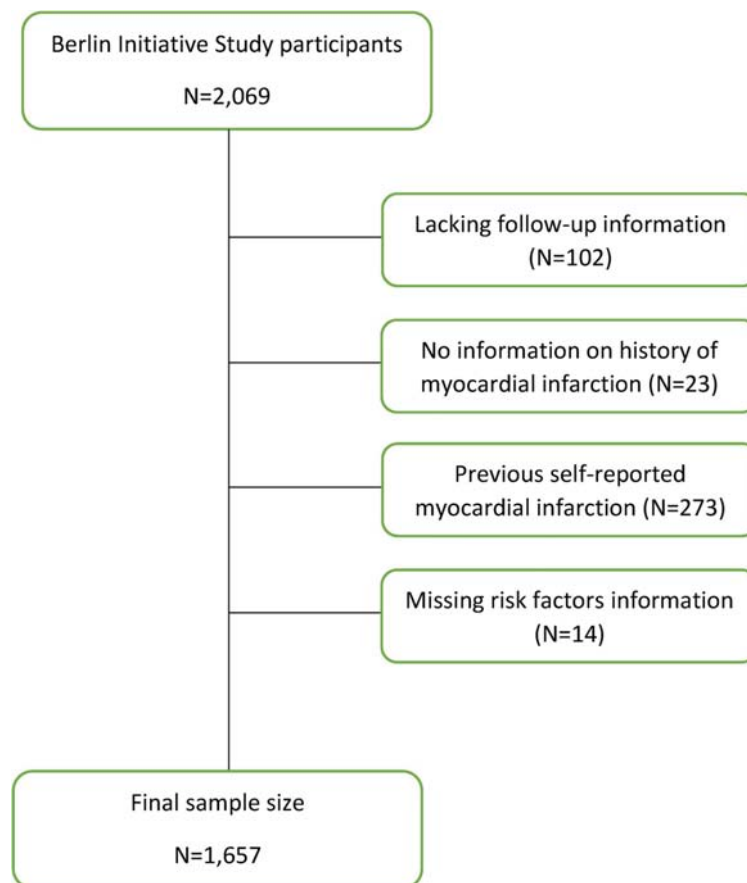 Berlin Initiative Study participants
N=2,069
Lacking follow-up information
(N=102)
No information on history of
myocardial infarction (N=23)
Previous self-reported
myocardial infarction (N=273)
Missing risk factors information
(N=14)
Final sample size
N=1,657